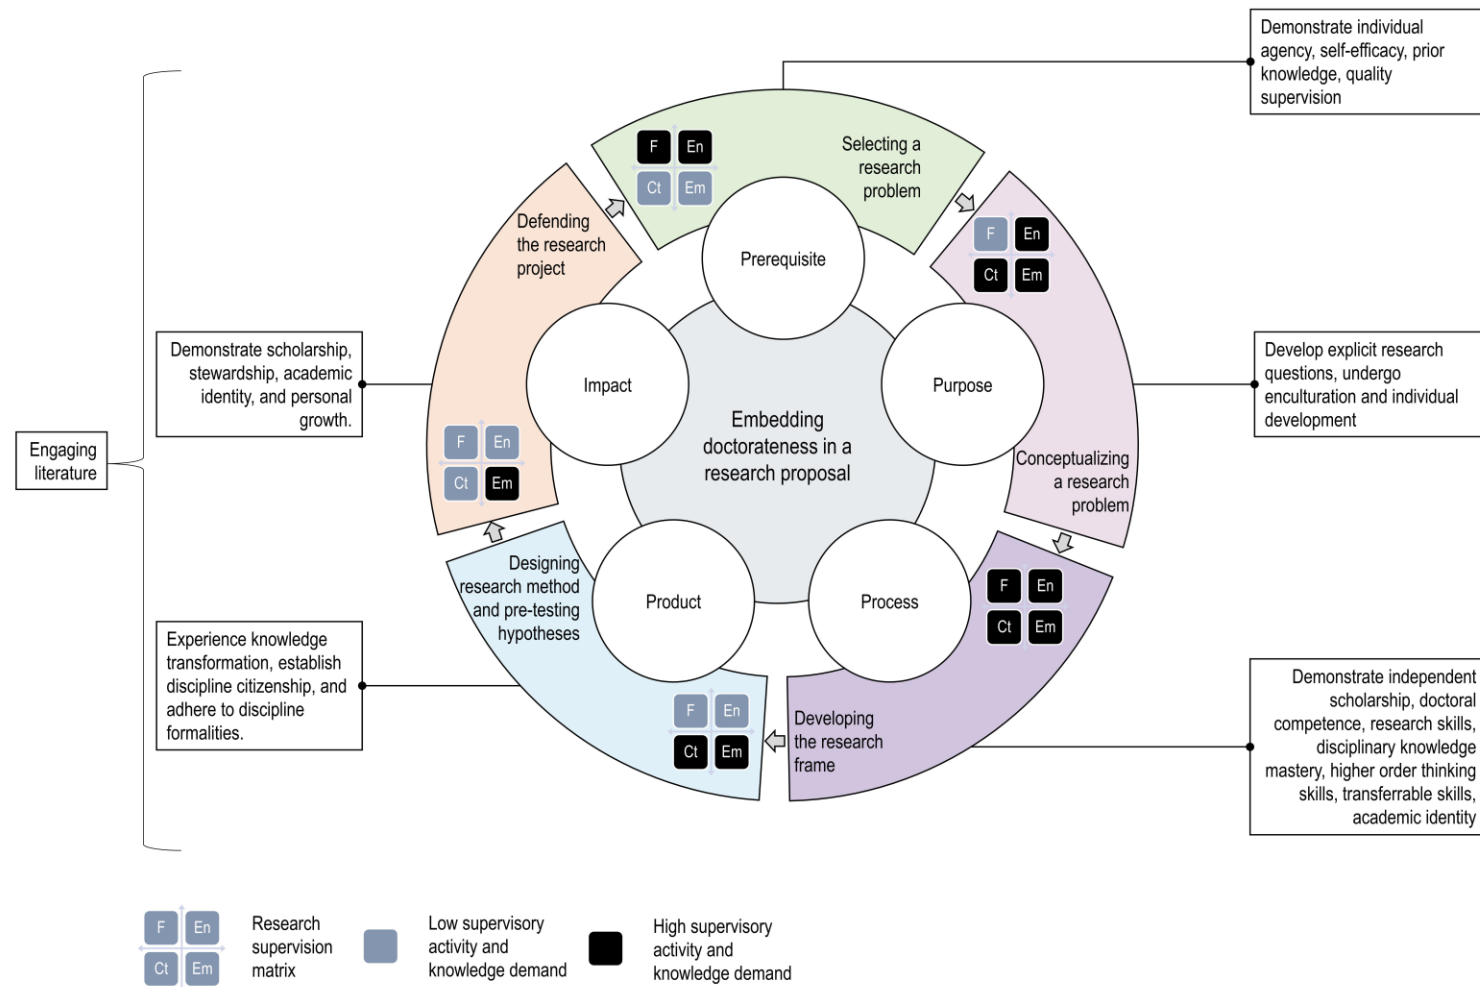 Demonstrate individual
agency, self-efficacy, prior
knowledge, quality
supervision
F
En
Ct
Em
Selecting a
research
problem
Prerequisite
Defending
the research
project
F
En
Ct
Em
Purpose
Impact
Embedding
doctorateness in a
research proposal
Demonstrate scholarship,
stewardship, academic
identity, and personal
growth.
Develop explicit research
questions, undergo
enculturation and individual
development
Engaging
literature
F
En
Ct
Em
Conceptualizing
a research
problem
Designing
research method
and pre-testing
hypotheses
Product
Process
F
En
Ct
Em
Experience knowledge
transformation, establish
discipline citizenship, and
adhere to discipline
formalities.
F
En
Ct
Em
Developing
the research
frame
Demonstrate independent
scholarship, doctoral
competence, research skills,
disciplinary knowledge
mastery, higher order thinking
skills, transferrable skills,
academic identity
F
En
Ct
Em
Research
supervision
matrix
Low supervisory
activity and
knowledge demand
High supervisory
activity and
knowledge demand